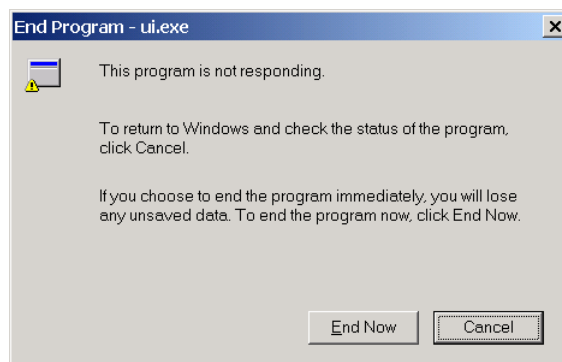 End Program - ui.exe
This program is not responding.
To return to Windows and check the status of the program,
click Cancel.
If you choose to end the program immediately, you will lose
any unsaved data. To end the program now, click End Now.
End Now
Cancel